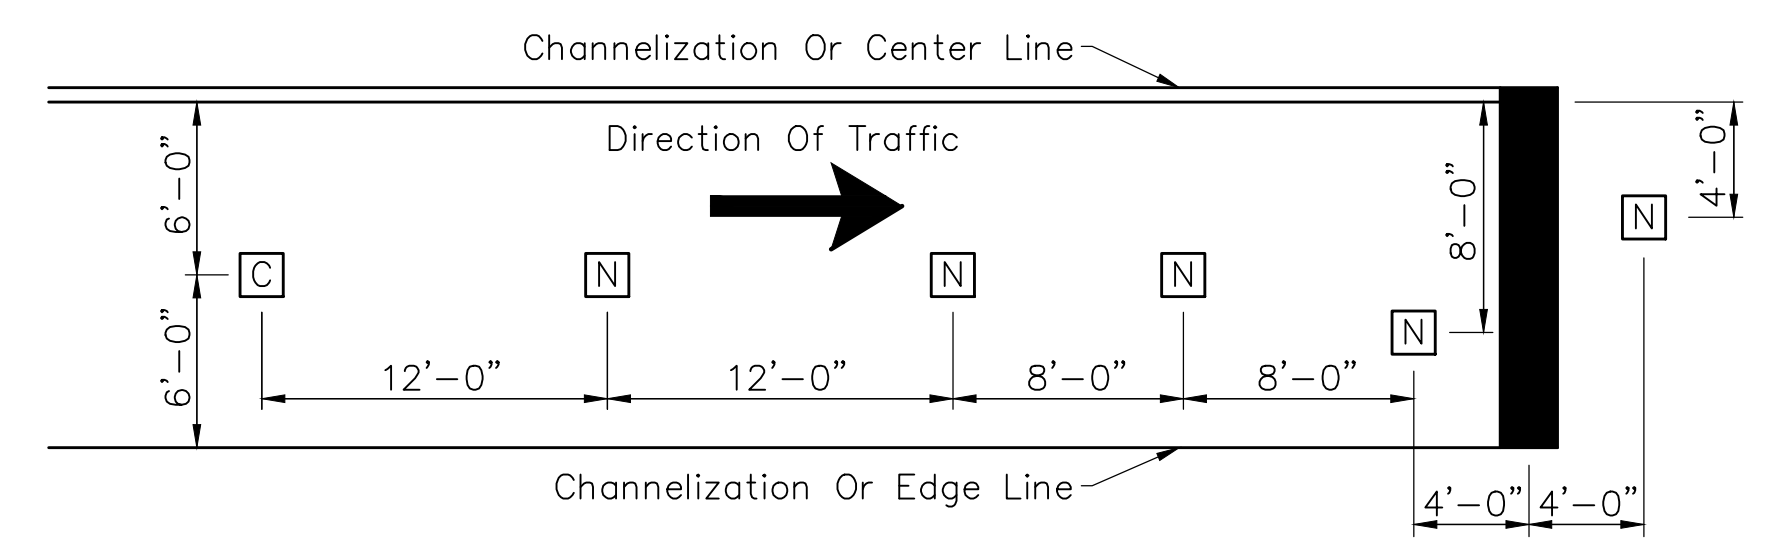 Channelization Or Center Line
Direction Of Traffic
6'-0"
6'-0"
8'-0"
4'-0"
N
C
N
N
N
N
12'-0"
12'-0"
8'-0"
8'-0"
Channelization Or Edge Line
4'-0"
4'-0"